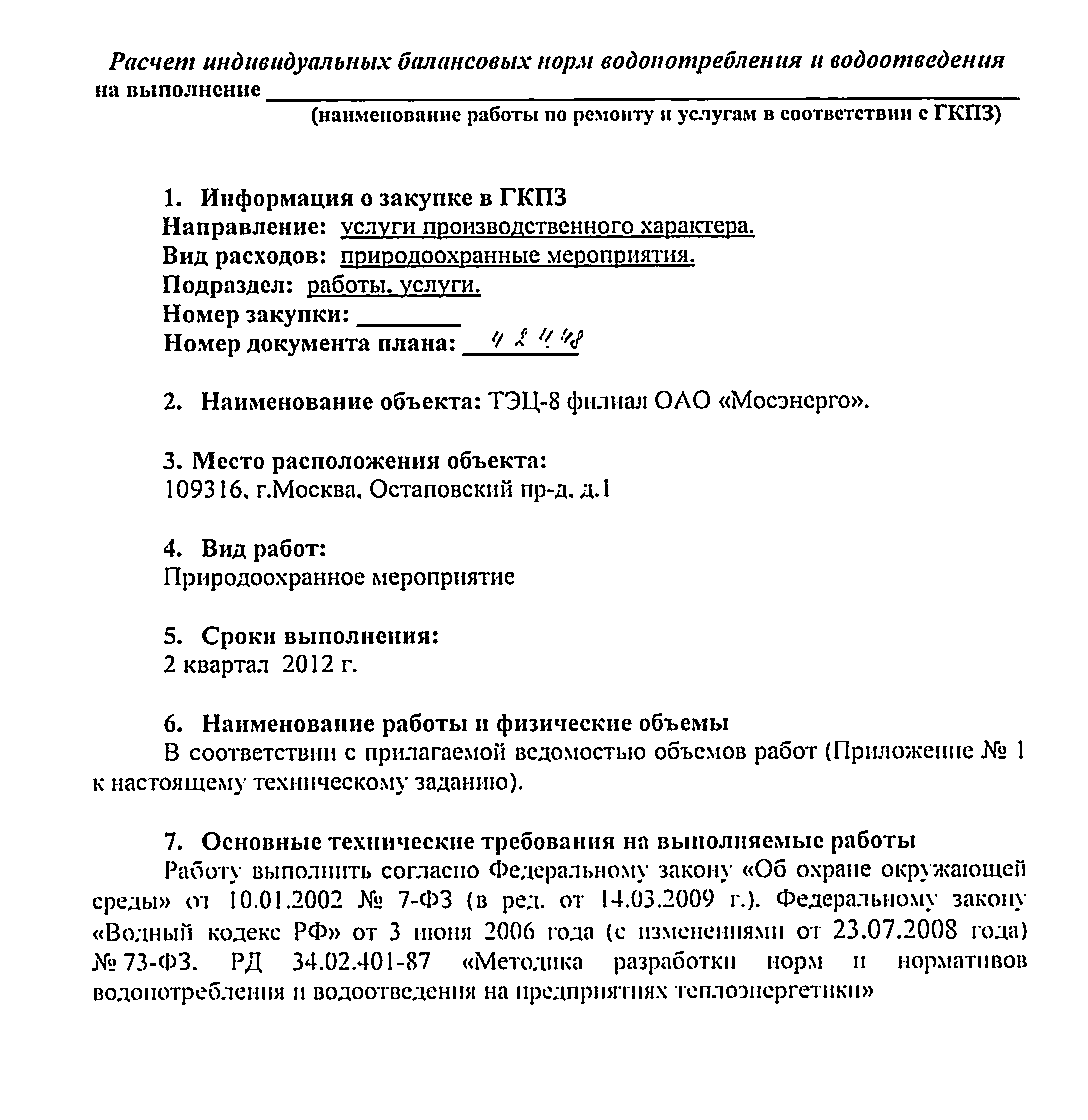 Расчет индивидуальных балансовых норм водопотребления и водоотведения
на выполнение
(наименование работы по ремонту и услугам в соответствии с ГКПЗ)
1. Информация о закупке в ГКПЗ
Направление: услуги производственного характера.
Вид расходов: природоохранные мероприятия.
Подраздел: работы, услуги.
Номер закупки:
Номер документа плана:
2. Наименование объекта: ТЭЦ-8 филиал ОАО «Мосэнерго».
3. Место расположения объекта:
109316, г.Москва, Остаповский пр-д, д.1
4. Вид работ:
Природоохранное мероприятие
5. Сроки выполнения:
2 квартал 2012 г.
6. Наименование работы и физические объемы
В соответствии с прилагаемой ведомостью объемов работ (Приложение № 1
к настоящему техническому заданию).
7. Основные технические требования на выполняемые работы
Работу выполнить согласно Федеральному закону «Об охране окружающей
среды» от 10.01.2002 № 7-ФЗ (в ред. от 14.03.2009 г.). Федеральному закону
«Водный кодекс РФ» от 3 июня 2006 года (с изменениями от 23.07.2008 года)
№ 73-ФЗ. РД 34.02.401-87 «Методика разработки норм и нормативов
водопотребления и водоотведения на предприятиях теплоэнергетики»